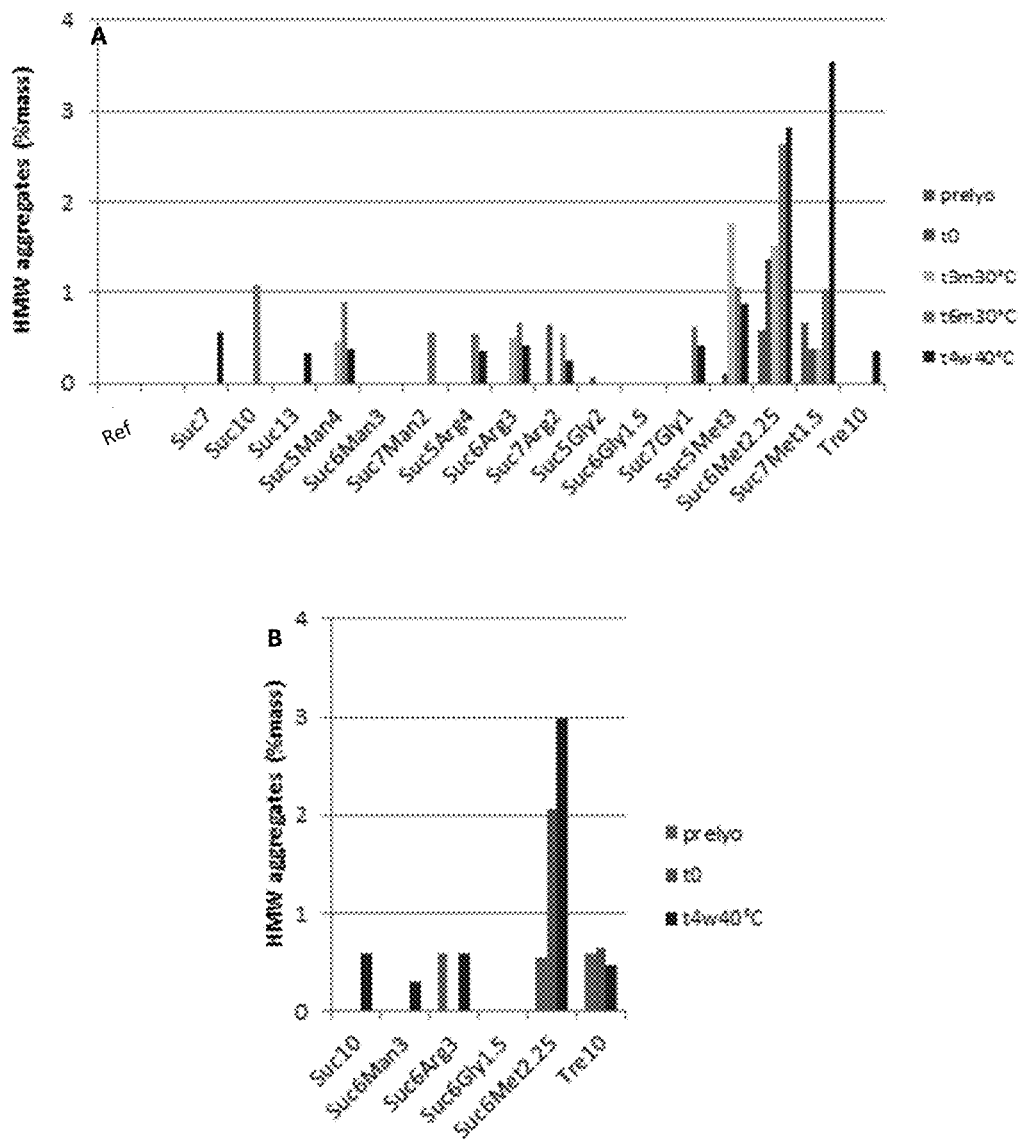 A
HMW aggregates (%mass)
4
3
2
1
0
Ref
Suc7
Suc10
Suc13
Suc5Man4
Suc6Man3
Suc7Man2
Suc5Arg4
Suc6Arg3
Suc7Arg2
Suc5Gly2
Suc6Gly1.5
Suc7Gly1
Suc5Met3
Suc6Met2.25
Suc7Met1.5
Tre10
prelyo
t0
t3m30°C
t6m30°C
t4w40°C
B
HMW aggregates (%mass)
4
3
2
1
0
Suc10
Suc6Man3
Suc6Arg3
Suc6Gly1.5
Suc6Met2.25
Tre10
prelyo
t0
t4w40°C